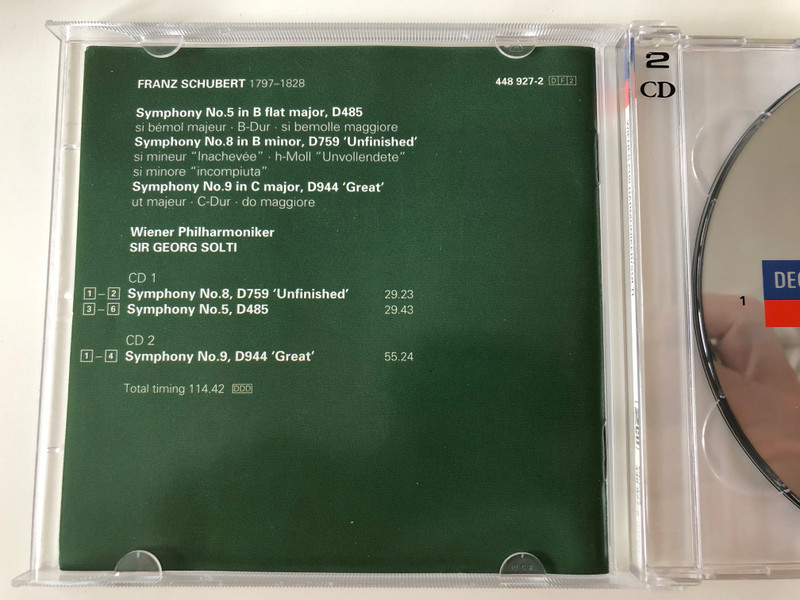 FRANZ SCHUBERT 1797–1828
448 927-2 DF2
Symphony No.5 in B flat major, D485
si bémol majeur · B-Dur · si bemolle maggiore
Symphony No.8 in B minor, D759 ‘Unfinished’
si mineur “Inachevée” · h-Moll “Unvollendete”
si minore “incompiuta”
Symphony No.9 in C major, D944 ‘Great’
ut majeur · C-Dur · do maggiore
Wiener Philharmoniker
SIR GEORG SOLTI
CD 1
1–2 Symphony No.8, D759 ‘Unfinished’ 29.23
3–6 Symphony No.5, D485 29.43
CD 2
1–4 Symphony No.9, D944 ‘Great’ 55.24
Total timing 114.42 DDD
2
CD
1
DEC